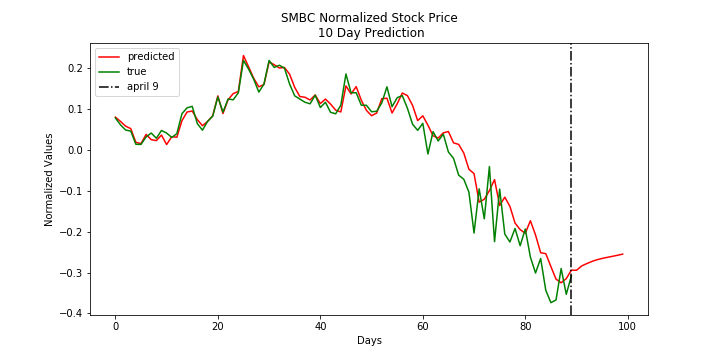 SMBC Normalized Stock Price
10 Day Prediction
predicted
true
april 9
Normalized Values
0.2
0.1
0.0
−0.1
−0.2
−0.3
−0.4
0
20
40
60
80
100
Days